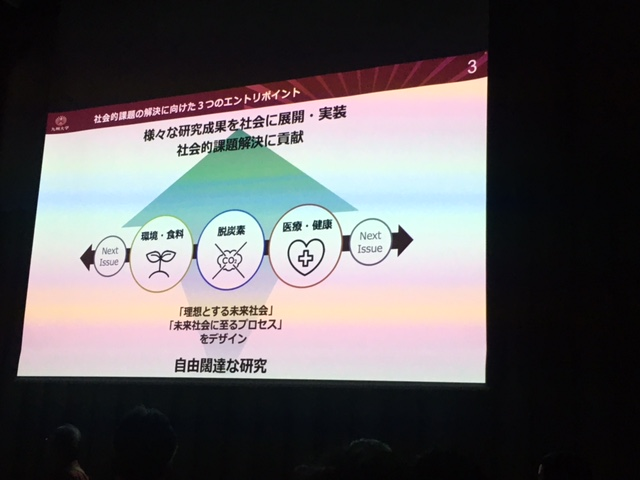 3
社会的課題の解決に向けた3つのエントリポイント
九州大学
様々な研究成果を社会に展開・実装
社会的課題解決に貢献
Next
Issue
環境・食料
脱炭素
CO2
医療・健康
Next
Issue
「理想とする未来社会」
「未来社会に至るプロセス」
をデザイン
自由闊達な研究